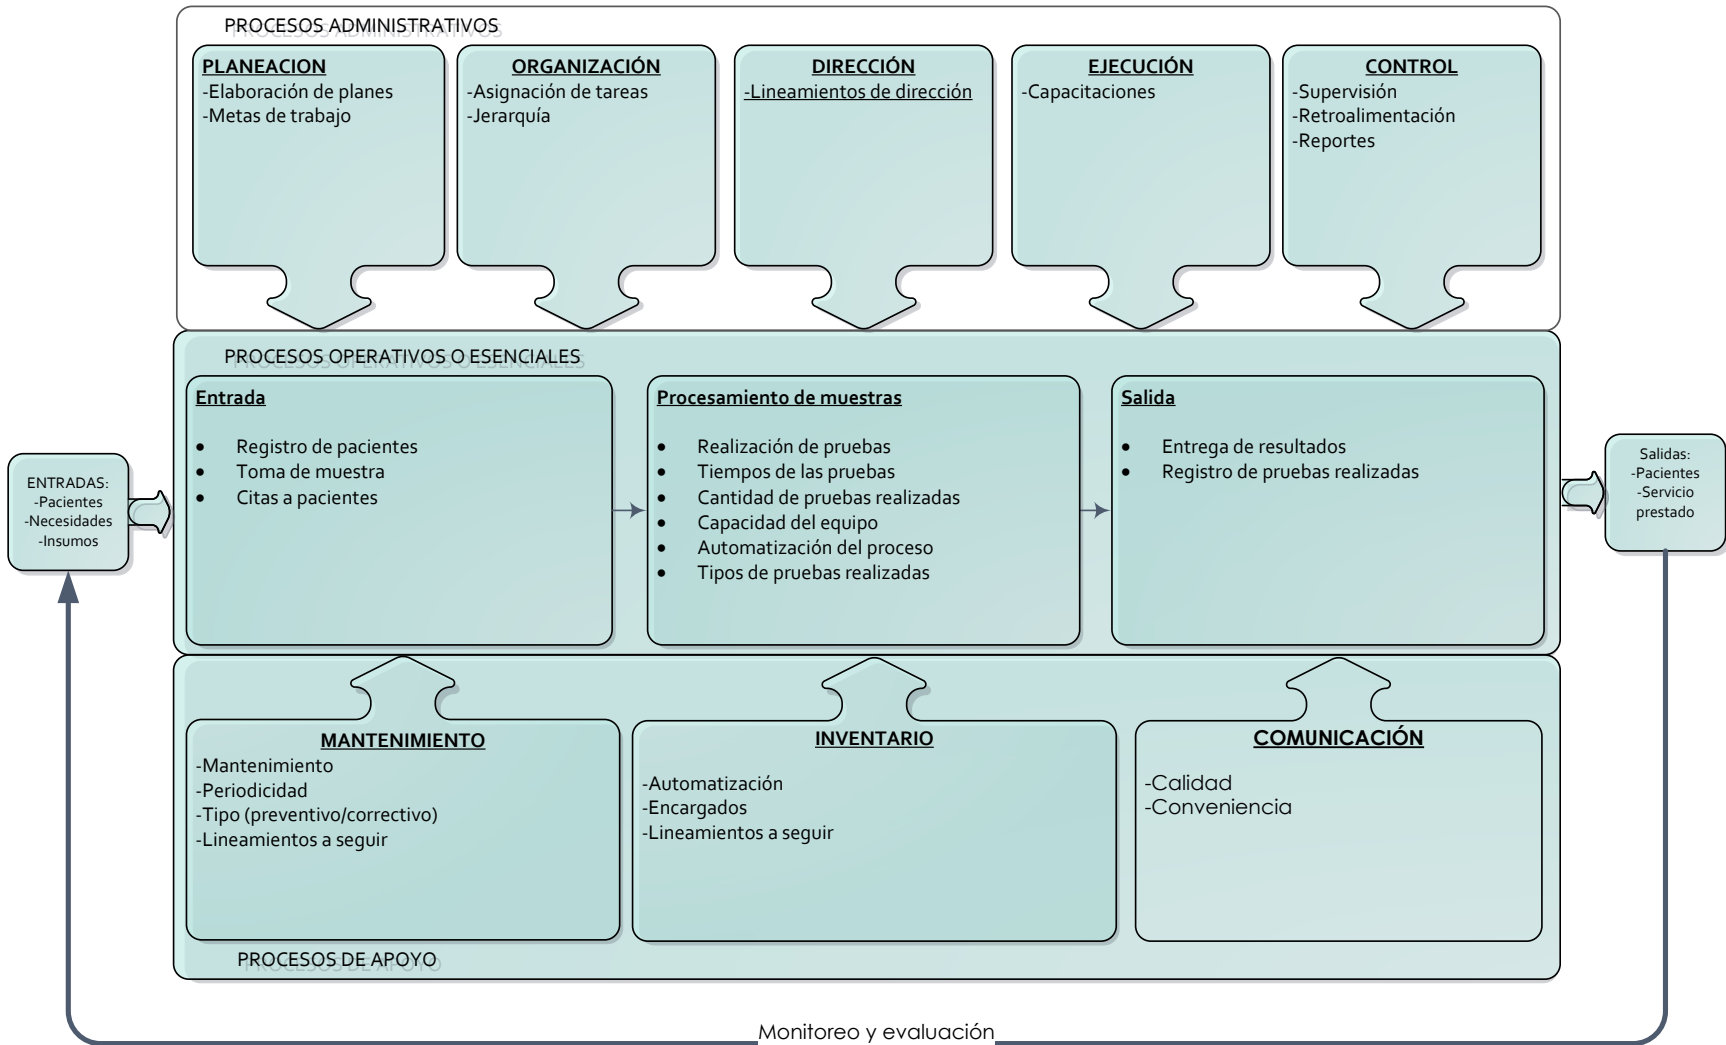 PROCESOS ADMINISTRATIVOS
PLANEACION
-Elaboración de planes
-Metas de trabajo
ORGANIZACIÓN
-Asignación de tareas
-Jerarquía
DIRECCIÓN
-Lineamientos de dirección
EJECUCIÓN
-Capacitaciones
CONTROL
-Supervisión
-Retroalimentación
-Reportes
PROCESOS OPERATIVOS O ESENCIALES
ENTRADAS:
-Pacientes
-Necesidades
-Insumos
Entrada
• Registro de pacientes
• Toma de muestra
• Citas a pacientes
Procesamiento de muestras
• Realización de pruebas
• Tiempos de las pruebas
• Cantidad de pruebas realizadas
• Capacidad del equipo
• Automatización del proceso
• Tipos de pruebas realizadas
Salida
• Entrega de resultados
• Registro de pruebas realizadas
Salidas:
-Pacientes
-Servicio
prestado
MANTENIMIENTO
-Mantenimiento
-Periodicidad
-Tipo (preventivo/correctivo)
-Lineamientos a seguir
INVENTARIO
-Automatización
-Encargados
-Lineamientos a seguir
COMUNICACIÓN
-Calidad
-Conveniencia
PROCESOS DE APOYO
Monitoreo y evaluación